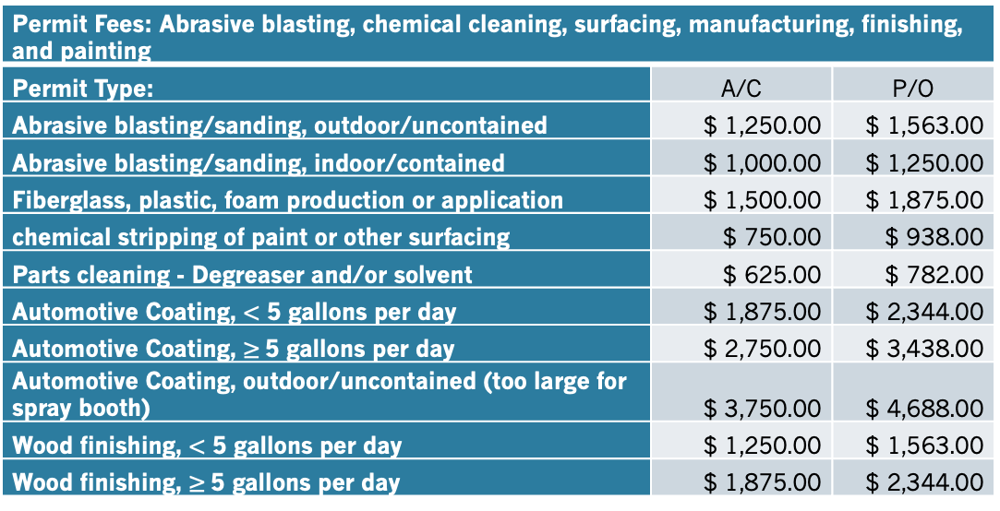 Permit Fees: Abrasive blasting, chemical cleaning, surfacing, manufacturing, finishing,
and painting
Permit Type: A/C P/O
Abrasive blasting/sanding, outdoor/uncontained $ 1,250.00 $ 1,563.00
Abrasive blasting/sanding, indoor/contained $ 1,000.00 $ 1,250.00
Fiberglass, plastic, foam production or application $ 1,500.00 $ 1,875.00
chemical stripping of paint or other surfacing $ 750.00 $ 938.00
Parts cleaning - Degreaser and/or solvent $ 625.00 $ 782.00
Automotive Coating, < 5 gallons per day $ 1,875.00 $ 2,344.00
Automotive Coating, ≥ 5 gallons per day $ 2,750.00 $ 3,438.00
Automotive Coating, outdoor/uncontained (too large for
spray booth) $ 3,750.00 $ 4,688.00
Wood finishing, < 5 gallons per day $ 1,250.00 $ 1,563.00
Wood finishing, ≥ 5 gallons per day $ 1,875.00 $ 2,344.00